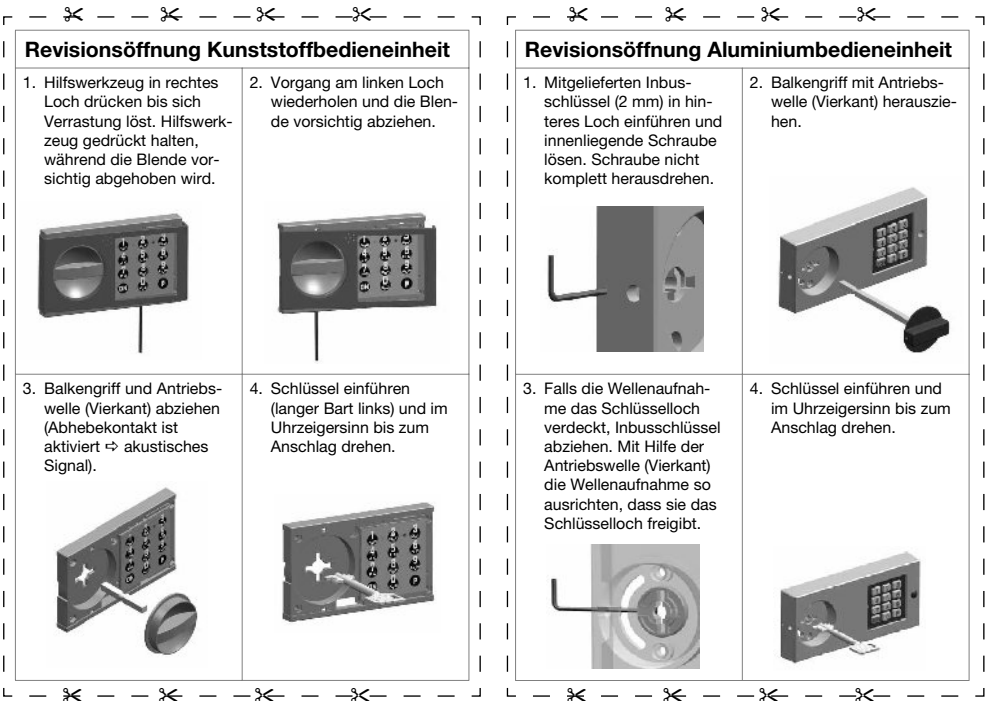 Revisionsöffnung Kunststoffbedieneinheit
1. Hilfswerkzeug in rechtes
Loch drücken bis sich
Verrastung löst. Hilfswerk-
zeug gedrückt halten,
während die Blende vor-
sichtig abgehoben wird.
2. Vorgang am linken Loch
wiederholen und die Blen-
de vorsichtig abziehen.
3. Balkengriff und Antriebs-
welle (Vierkant) abziehen
(Abhebekontakt ist
aktiviert ⇨ akustisches
Signal).
4. Schlüssel einführen
(langer Bart links) und im
Uhrzeigersinn bis zum
Anschlag drehen.
Revisionsöffnung Aluminiumbedieneinheit
1. Mitgelieferten Inbus-
schlüssel (2 mm) in hin-
teres Loch einführen und
innenliegende Schraube
lösen. Schraube nicht
komplett herausdrehen.
2. Balkengriff mit Antriebs-
welle (Vierkant) herauszie-
hen.
3. Falls die Wellenaufnah-
me das Schlüsselloch
verdeckt, Inbusschlüssel
abziehen. Mit Hilfe der
Antriebswelle (Vierkant)
die Wellenaufnahme so
ausrichten, dass sie das
Schlüsselloch freigibt.
4. Schlüssel einführen und
im Uhrzeigersinn bis zum
Anschlag drehen.